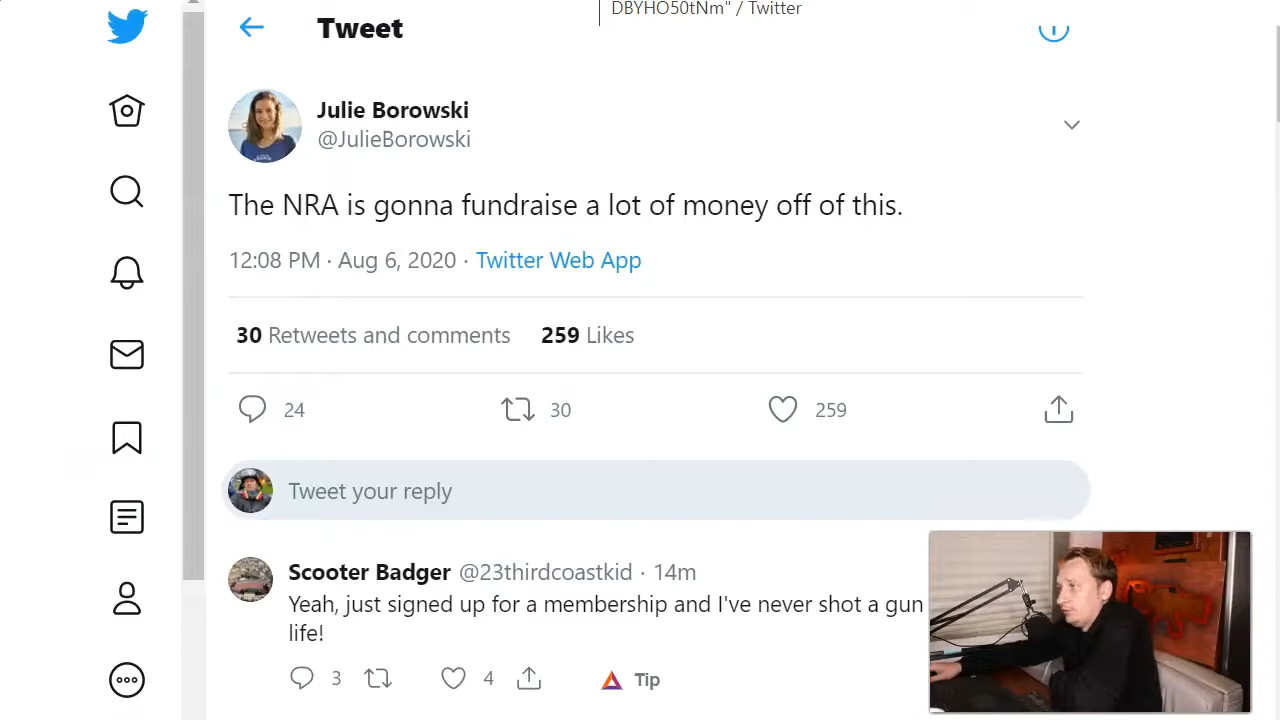 DBYHO50tNm" / Twitter
Tweet
Julie Borowski
@JulieBorowski
The NRA is gonna fundraise a lot of money off of this.
12:08 PM · Aug 6, 2020 · Twitter Web App
30 Retweets and comments 259 Likes
24 30 259
Tweet your reply
Scooter Badger @23thirdcoastkid · 14m
Yeah, just signed up for a membership and I've never shot a gun
life!
3 4 Tip